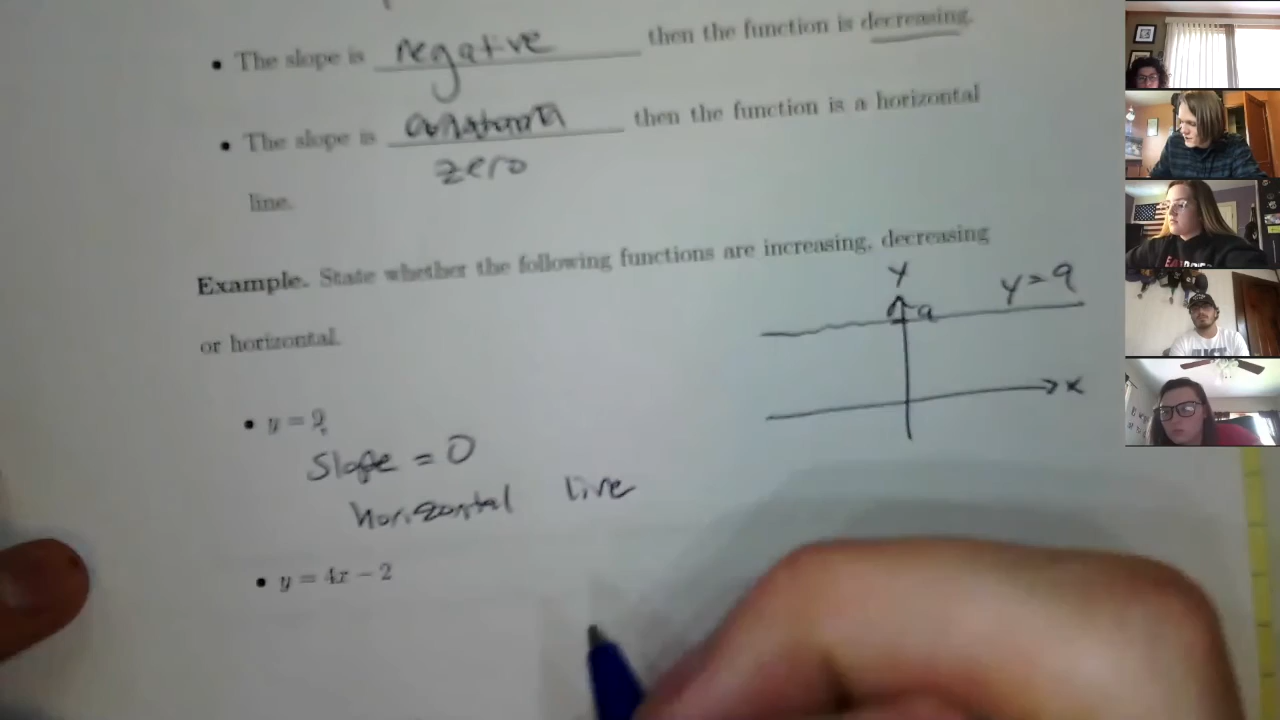 • The slope is negative then the function is decreasing.
• The slope is constant then the function is a horizontal
zero
line.
Example. State whether the following functions are increasing, decreasing
or horizontal.
y
y=9
9
x
• y = 9
Slope = 0
horizontal line
• y = 4x − 2